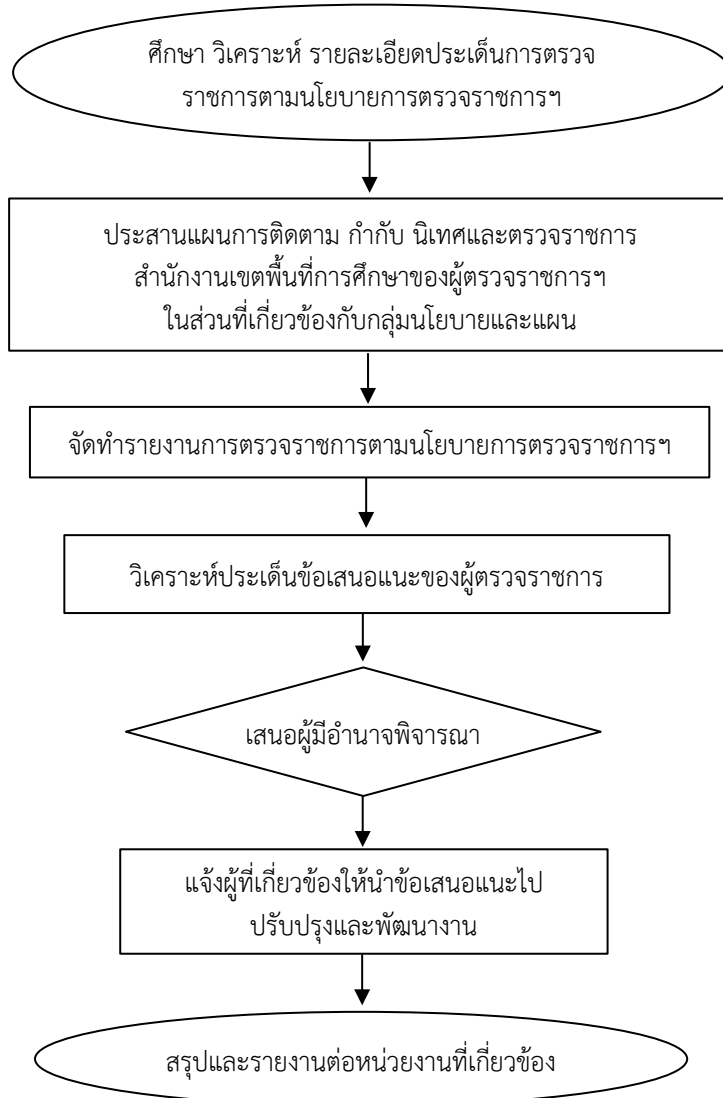 ศึกษา วิเคราะห์ รายละเอียดประเด็นการตรวจ
ราชการตามนโยบายการตรวจราชการฯ
ประสานแผนการติดตาม กำกับ นิเทศและตรวจราชการ
สำนักงานเขตพื้นที่การศึกษาของผู้ตรวจราชการฯ
ในส่วนที่เกี่ยวข้องกับกลุ่มนโยบายและแผน
จัดทำรายงานการตรวจราชการตามนโยบายการตรวจราชการฯ
วิเคราะห์ประเด็นข้อเสนอแนะของผู้ตรวจราชการ
เสนอผู้มีอำนาจพิจารณา
แจ้งผู้ที่เกี่ยวข้องให้นำข้อเสนอแนะไป
ปรับปรุงและพัฒนางาน
สรุปและรายงานต่อหน่วยงานที่เกี่ยวข้อง